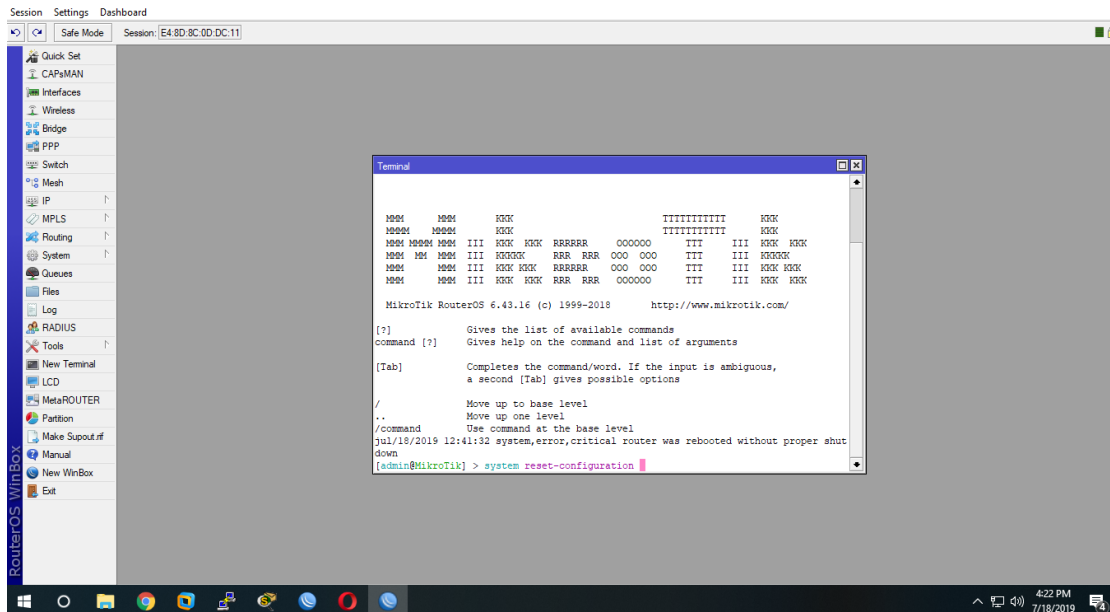 Session Settings Dashboard
Safe Mode Session: E4:8D:8C:0D:DC:11
Quick Set
CAPsMAN
Interfaces
Wireless
Bridge
PPP
Switch
Mesh
IP
MPLS
Routing
System
Queues
Files
Log
RADIUS
Tools
New Terminal
LCD
MetaROUTER
Partition
Make Supout.rif
Manual
New WinBox
Exit
RouterOS WinBox
Terminal
MMM MMM KKK TTTTTTTTTTT KKK
MMMM MMMM KKK TTTTTTTTTTT KKK
MMM MMMM MMM III KKK KKK RRRRRR OOOOOO TTT III KKK KKK
MMM MM MMM III KKKKK RRR RRR OOO OOO TTT III KKKKK
MMM MMM III KKK KKK RRRRRR OOO OOO TTT III KKK KKK
MMM MMM III KKK KKK RRR RRR OOOOOO TTT III KKK KKK
MikroTik RouterOS 6.43.16 (c) 1999-2018 http://www.mikrotik.com/
[?] Gives the list of available commands
command [?] Gives help on the command and list of arguments
[Tab] Completes the command/word. If the input is ambiguous,
a second [Tab] gives possible options
/ Move up to base level
.. Move up one level
/command Use command at the base level
jul/18/2019 12:41:32 system,error,critical router was rebooted without proper shut
down
[admin@MikroTik] > system reset-configuration
4:22 PM
7/18/2019
4